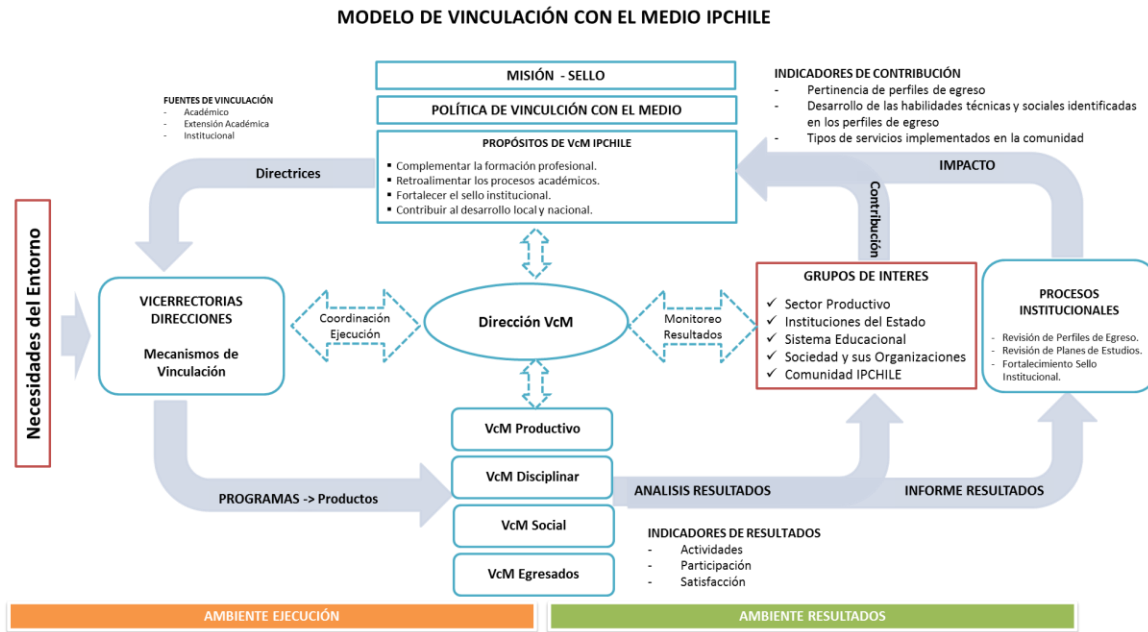 MODELO DE VINCULACIÓN CON EL MEDIO IPCHILE
MISIÓN - SELLO
POLÍTICA DE VINCULCIÓN CON EL MEDIO
PROPÓSITOS DE VcM IPCHILE
▪ Complementar la formación profesional.
▪ Retroalimentar los procesos académicos.
▪ Fortalecer el sello institucional.
▪ Contribuir al desarrollo local y nacional.
FUENTES DE VINCULACIÓN
- Académico
- Extensión Académica
- Institucional
Directrices
INDICADORES DE CONTRIBUCIÓN
- Pertinencia de perfiles de egreso
- Desarrollo de las habilidades técnicas y sociales identificadas
en los perfiles de egreso
- Tipos de servicios implementados en la comunidad
IMPACTO
Contribución
Necesidades del Entorno
VICERRECTORIAS
DIRECCIONES
Mecanismos de
Vinculación
Coordinación
Ejecución
Dirección VcM
Monitoreo
Resultados
GRUPOS DE INTERES
✓ Sector Productivo
✓ Instituciones del Estado
✓ Sistema Educacional
✓ Sociedad y sus Organizaciones
✓ Comunidad IPCHILE
PROCESOS
INSTITUCIONALES
- Revisión de Perfiles de Egreso.
- Revisión de Planes de Estudios.
- Fortalecimiento Sello
Institucional.
VcM Productivo
VcM Disciplinar
VcM Social
VcM Egresados
PROGRAMAS -> Productos
ANALISIS RESULTADOS
INFORME RESULTADOS
INDICADORES DE RESULTADOS
- Actividades
- Participación
- Satisfacción
AMBIENTE EJECUCIÓN
AMBIENTE RESULTADOS